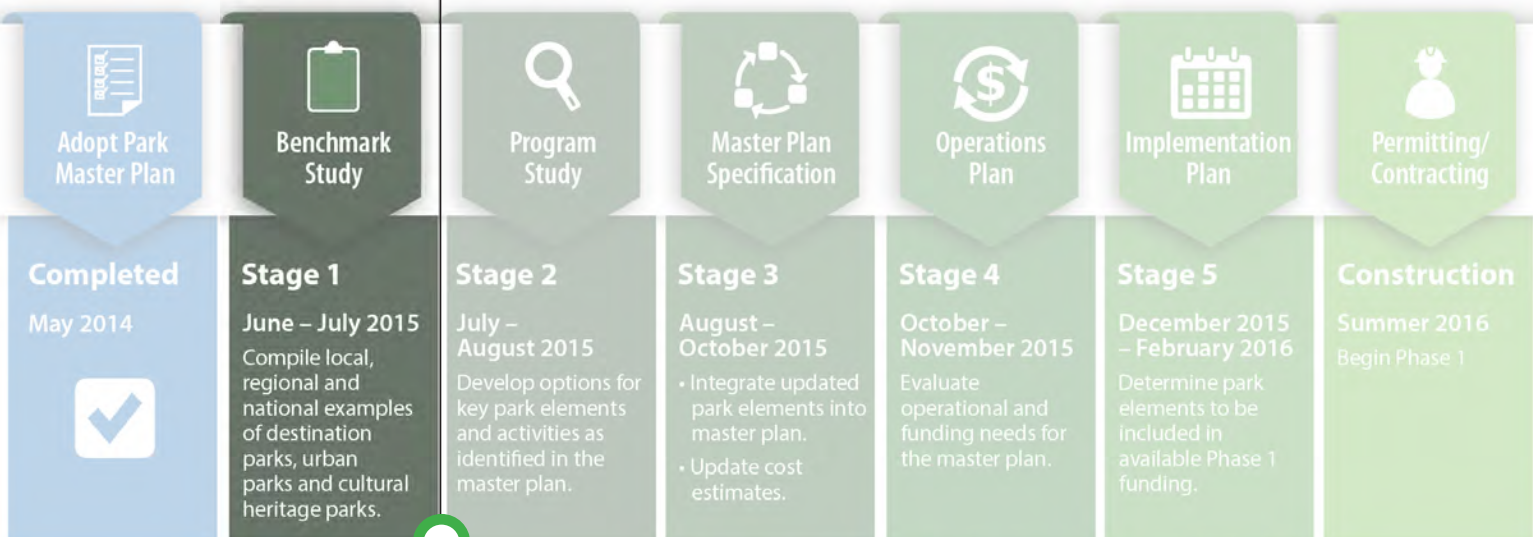 Adopt Park
Master Plan
Completed
May 2014
Benchmark
Study
Stage 1
June – July 2015
Compile local,
regional and
national examples
of destination
parks, urban
parks and cultural
heritage parks.
Program
Study
Stage 2
July –
August 2015
Develop options for
key park elements
and activities as
identified in the
master plan.
Master Plan
Specification
Stage 3
August –
October 2015
• Integrate updated
park elements into
master plan.
• Update cost
estimates.
Operations
Plan
Stage 4
October –
November 2015
Evaluate
operational and
funding needs for
the master plan.
Implementation
Plan
Stage 5
December 2015
– February 2016
Determine park
elements to be
included in
available Phase 1
funding.
Permitting/
Contracting
Construction
Summer 2016
Begin Phase 1